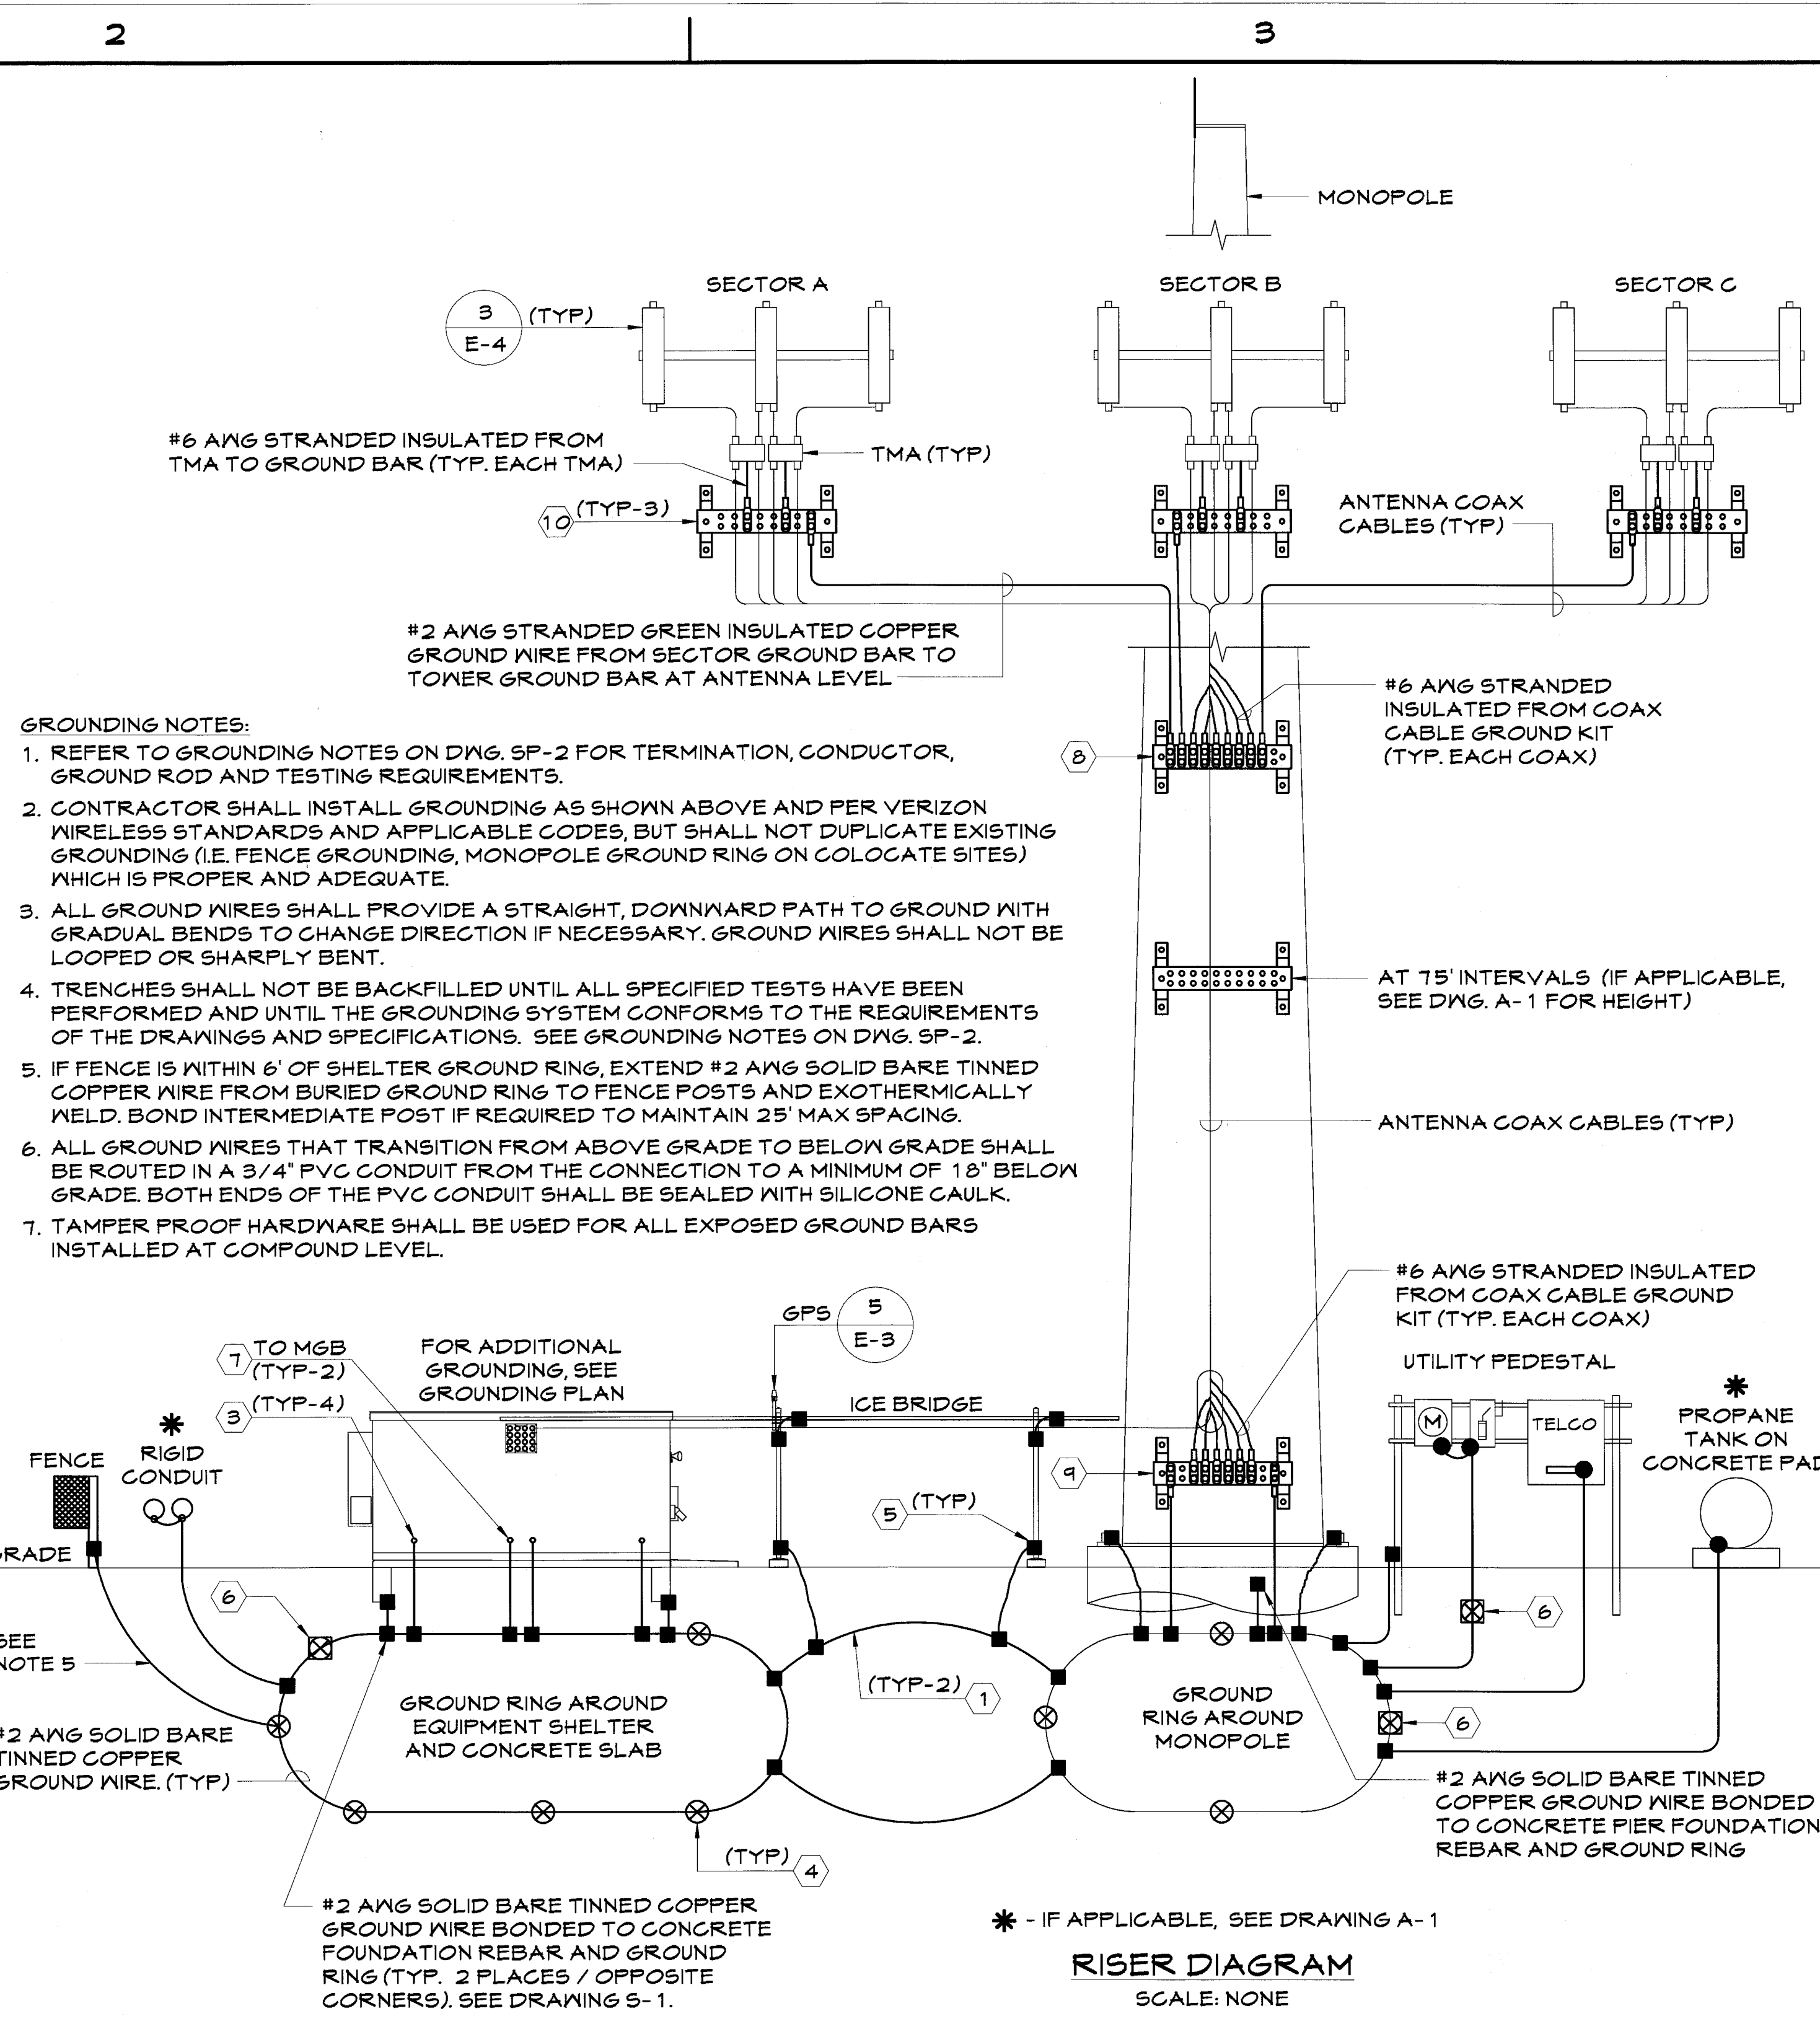 2
3
MONOPOLE
SECTOR A
SECTOR B
SECTOR C
3
E-4
(TYP)
#6 AWG STRANDED INSULATED FROM
TMA TO GROUND BAR (TYP. EACH TMA)
TMA (TYP)
10
(TYP-3)
ANTENNA COAX
CABLES (TYP)
#2 AWG STRANDED GREEN INSULATED COPPER
GROUND WIRE FROM SECTOR GROUND BAR TO
TOWER GROUND BAR AT ANTENNA LEVEL
#6 AWG STRANDED
INSULATED FROM COAX
CABLE GROUND KIT
(TYP. EACH COAX)
8
GROUNDING NOTES:
1. REFER TO GROUNDING NOTES ON DWG. SP-2 FOR TERMINATION, CONDUCTOR,
GROUND ROD AND TESTING REQUIREMENTS.
2. CONTRACTOR SHALL INSTALL GROUNDING AS SHOWN ABOVE AND PER VERIZON
WIRELESS STANDARDS AND APPLICABLE CODES, BUT SHALL NOT DUPLICATE EXISTING
GROUNDING (I.E. FENCE GROUNDING, MONOPOLE GROUND RING ON COLOCATE SITES)
WHICH IS PROPER AND ADEQUATE.
3. ALL GROUND WIRES SHALL PROVIDE A STRAIGHT, DOWNWARD PATH TO GROUND WITH
GRADUAL BENDS TO CHANGE DIRECTION IF NECESSARY. GROUND WIRES SHALL NOT BE
LOOPED OR SHARPLY BENT.
4. TRENCHES SHALL NOT BE BACKFILLED UNTIL ALL SPECIFIED TESTS HAVE BEEN
PERFORMED AND UNTIL THE GROUNDING SYSTEM CONFORMS TO THE REQUIREMENTS
OF THE DRAWINGS AND SPECIFICATIONS. SEE GROUNDING NOTES ON DWG. SP-2.
5. IF FENCE IS WITHIN 6' OF SHELTER GROUND RING, EXTEND #2 AWG SOLID BARE TINNED
COPPER WIRE FROM BURIED GROUND RING TO FENCE POSTS AND EXOTHERMICALLY
WELD. BOND INTERMEDIATE POST IF REQUIRED TO MAINTAIN 25' MAX SPACING.
6. ALL GROUND WIRES THAT TRANSITION FROM ABOVE GRADE TO BELOW GRADE SHALL
BE ROUTED IN A 3/4" PVC CONDUIT FROM THE CONNECTION TO A MINIMUM OF 18" BELOW
GRADE. BOTH ENDS OF THE PVC CONDUIT SHALL BE SEALED WITH SILICONE CAULK.
7. TAMPER PROOF HARDWARE SHALL BE USED FOR ALL EXPOSED GROUND BARS
INSTALLED AT COMPOUND LEVEL.
AT 75' INTERVALS (IF APPLICABLE,
SEE DWG. A-1 FOR HEIGHT)
ANTENNA COAX CABLES (TYP)
#6 AWG STRANDED INSULATED
FROM COAX CABLE GROUND
KIT (TYP. EACH COAX)
GPS
5
E-3
7
TO MGB
(TYP-2)
3
(TYP-4)
FOR ADDITIONAL
GROUNDING, SEE
GROUNDING PLAN
ICE BRIDGE
UTILITY PEDESTAL
M
TELCO
*
PROPANE
TANK ON
CONCRETE PAD
FENCE
*
RIGID
CONDUIT
9
5
(TYP)
GRADE
6
6
SEE
NOTE 5
(TYP-2)
1
GROUND RING AROUND
EQUIPMENT SHELTER
AND CONCRETE SLAB
GROUND
RING AROUND
MONOPOLE
6
#2 AWG SOLID BARE
TINNED COPPER
GROUND WIRE. (TYP)
#2 AWG SOLID BARE TINNED
COPPER GROUND WIRE BONDED
TO CONCRETE PIER FOUNDATION
REBAR AND GROUND RING
(TYP)
4
#2 AWG SOLID BARE TINNED COPPER
GROUND WIRE BONDED TO CONCRETE
FOUNDATION REBAR AND GROUND
RING (TYP. 2 PLACES / OPPOSITE
CORNERS). SEE DRAWING S-1.
* - IF APPLICABLE, SEE DRAWING A-1
RISER DIAGRAM
SCALE: NONE